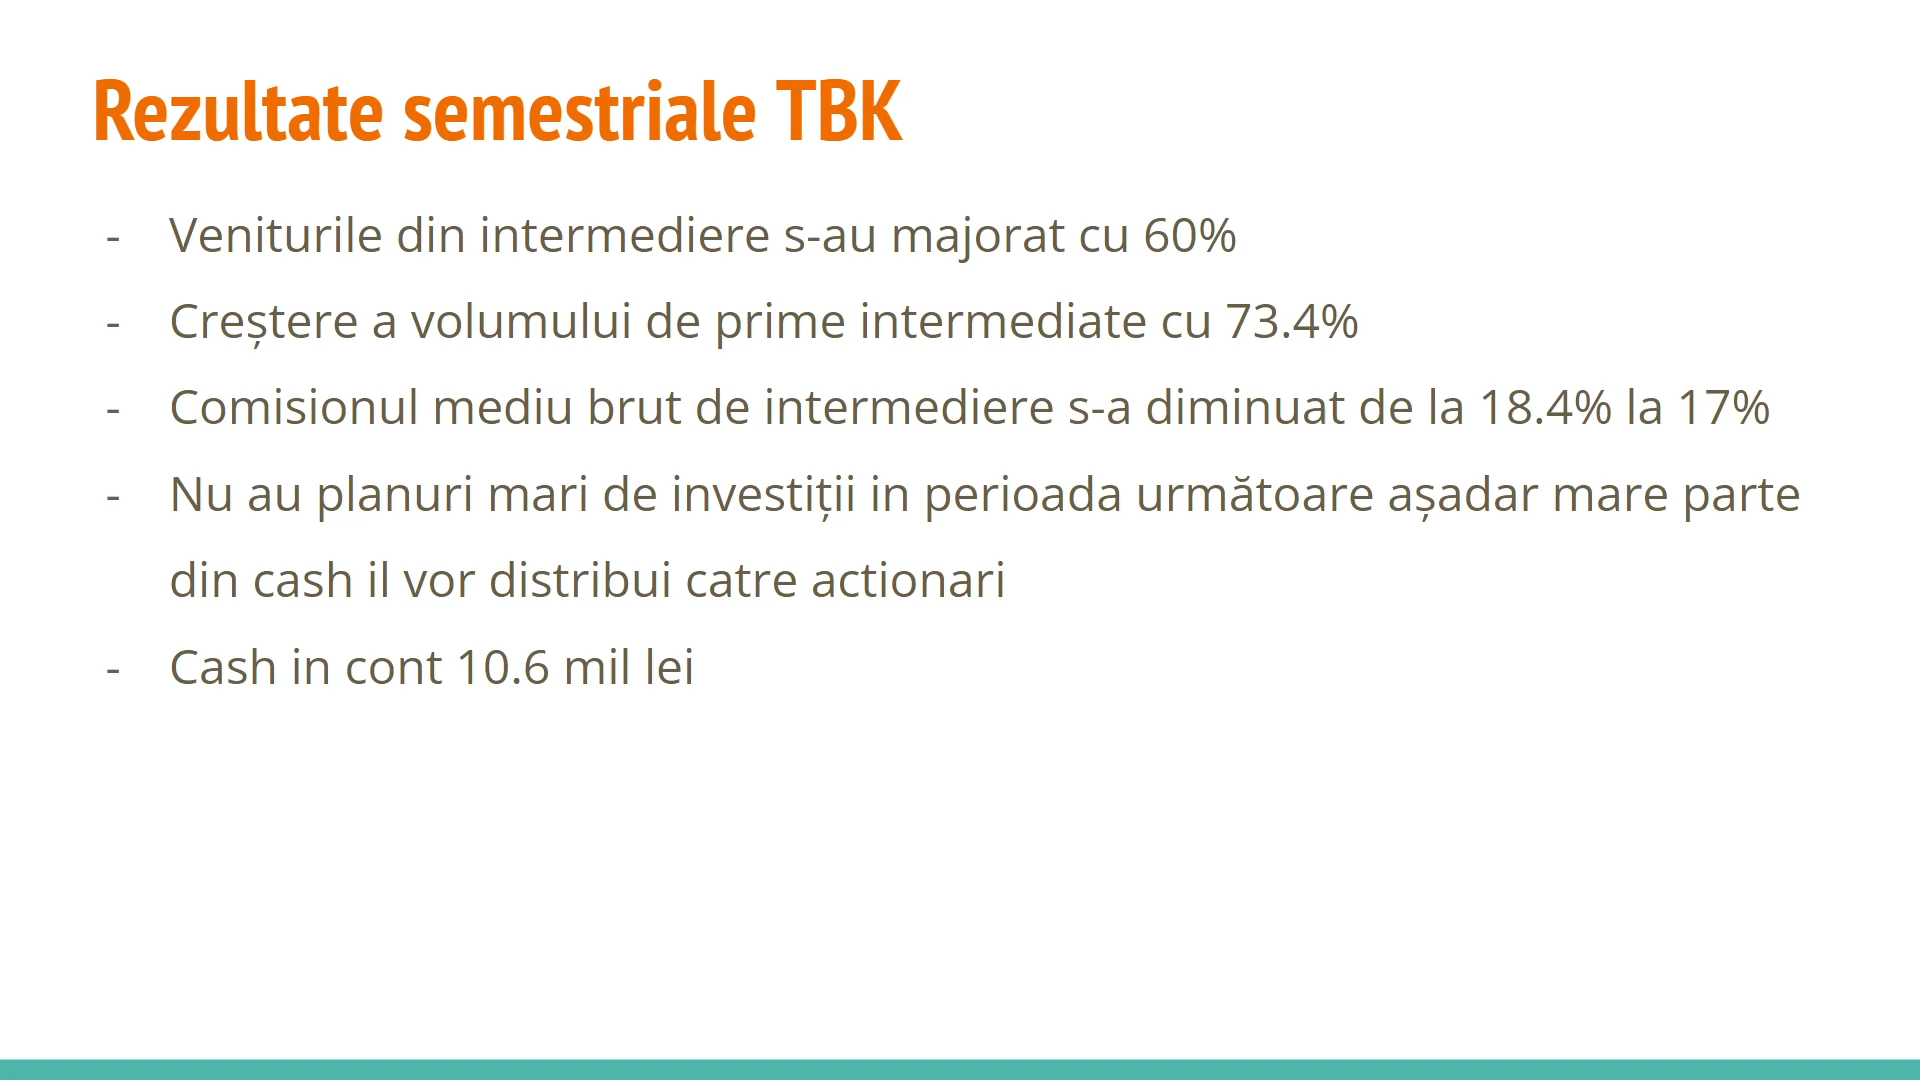 Rezultate semestriale TBK
- Veniturile din intermediere s-au majorat cu 60%
- Creștere a volumului de prime intermediate cu 73.4%
- Comisionul mediu brut de intermediere s-a diminuat de la 18.4% la 17%
- Nu au planuri mari de investiții in perioada următoare așadar mare parte
din cash il vor distribui catre actionari
- Cash in cont 10.6 mil lei